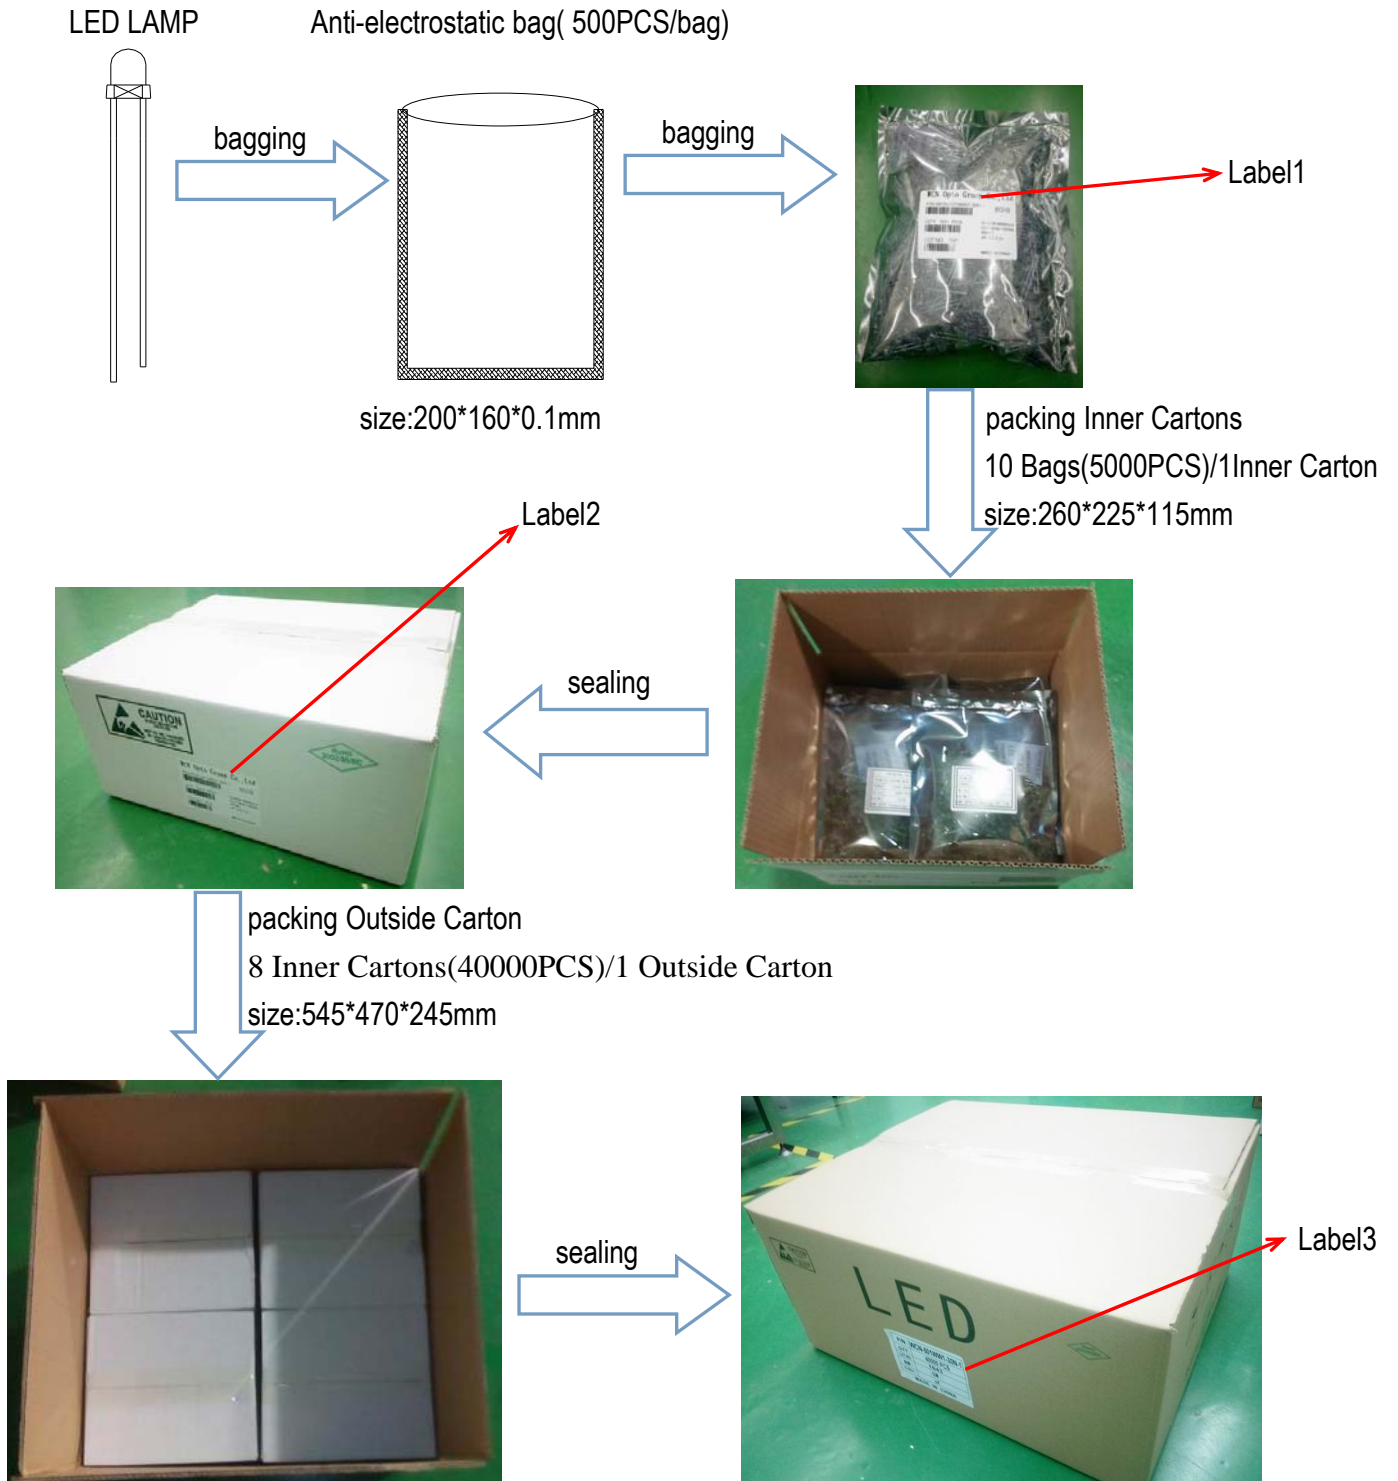 LED LAMP
Anti-electrostatic bag( 500PCS/bag)
bagging
bagging
Label1
size:200*160*0.1mm
packing Inner Cartons
10 Bags(5000PCS)/1Inner Carton
size:260*225*115mm
Label2
sealing
CAUTION
packing Outside Carton
8 Inner Cartons(40000PCS)/1 Outside Carton
size:545*470*245mm
sealing
Label3
LED